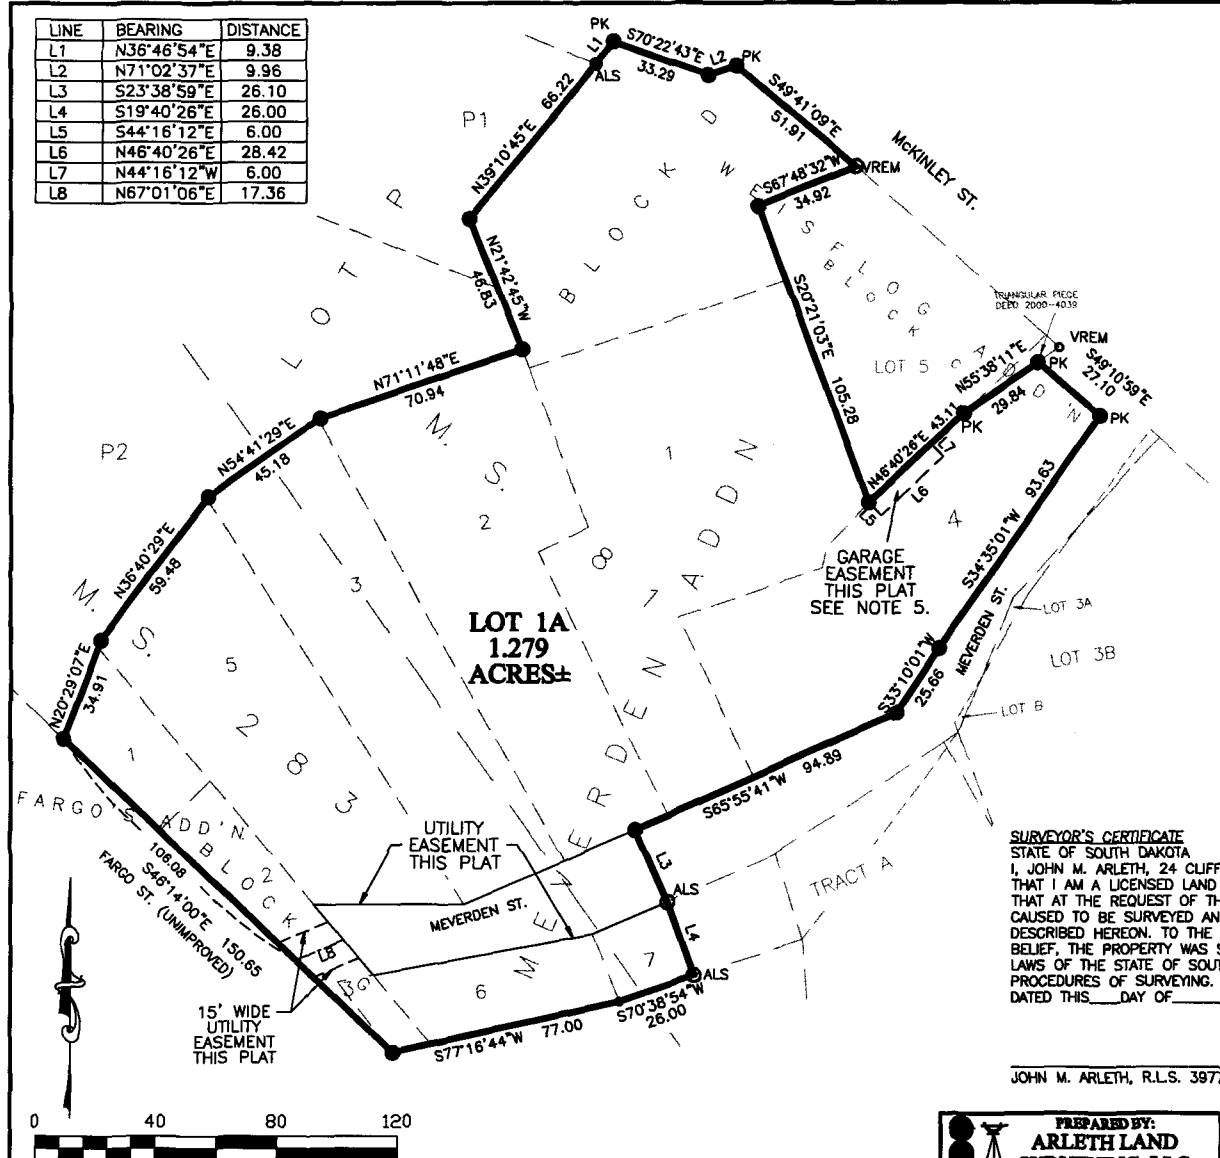 LINE BEARING DISTANCE
L1 N36°46'54"E 9.38
L2 N71°02'37"E 9.96
L3 S23°38'59"E 26.10
L4 S19°40'26"E 26.00
L5 S44°16'12"E 6.00
L6 N46°40'26"E 28.42
L7 N44°16'12"W 6.00
L8 N67°01'06"E 17.36
PK
L1
ALS
S70°22'43"E
33.29
L2
PK
S49°41'09"E
51.91
VREM
McKINLEY ST.
S67°48'32"W
34.92
N39°10'45"E
66.22
P1
N21°42'45"W
46.83
LOT P
BLOCK
DWEISFLOG ADD'N
BLOCK
S20°21'03"E
105.28
LOT 5
TRIANGULAR PIECE
DEED 2000-4039
VREM
PK
S49°10'59"E
27.10
PK
N55°38'11"E
29.84
PK
N46°40'26"E 43.11
L7
L6
L5
N71°11'48"E
70.94
N54°41'29"E
45.18
P2
N36°40'29"E
59.48
N20°29'07"E
34.91
M. S.
M. S.
283
1
2
3
4
5
8
GARAGE
EASEMENT
THIS PLAT
SEE NOTE 5.
S34°35'01"W
93.63
MEVERDEN ST.
LOT 3A
LOT 3B
LOT B
S33°10'01"W
25.66
LOT 1A
1.279
ACRES±
MEVERDEN ADDN
1
7
S65°55'41"W
94.89
TRACT A
L3
ALS
L4
ALS
1
FARGO'S ADD'N.
BLOCK
2
3
106.08
S46°14'00"E 150.65
FARGO ST. (UNIMPROVED)
UTILITY
EASEMENT
THIS PLAT
MEVERDEN ST.
L8
6
7
15' WIDE
UTILITY
EASEMENT
THIS PLAT
S77°16'44"W 77.00
S70°38'54"W
26.00
SURVEYOR'S CERTIFICATE
STATE OF SOUTH DAKOTA
I, JOHN M. ARLETH, 24 CLIFF
THAT I AM A LICENSED LAND
THAT AT THE REQUEST OF TH
CAUSED TO BE SURVEYED AN
DESCRIBED HEREON. TO THE
BELIEF, THE PROPERTY WAS S
LAWS OF THE STATE OF SOUT
PROCEDURES OF SURVEYING.
DATED THIS___DAY OF____
JOHN M. ARLETH, R.L.S. 397
0 40 80 120
PREPARED BY:
ARLETH LAND